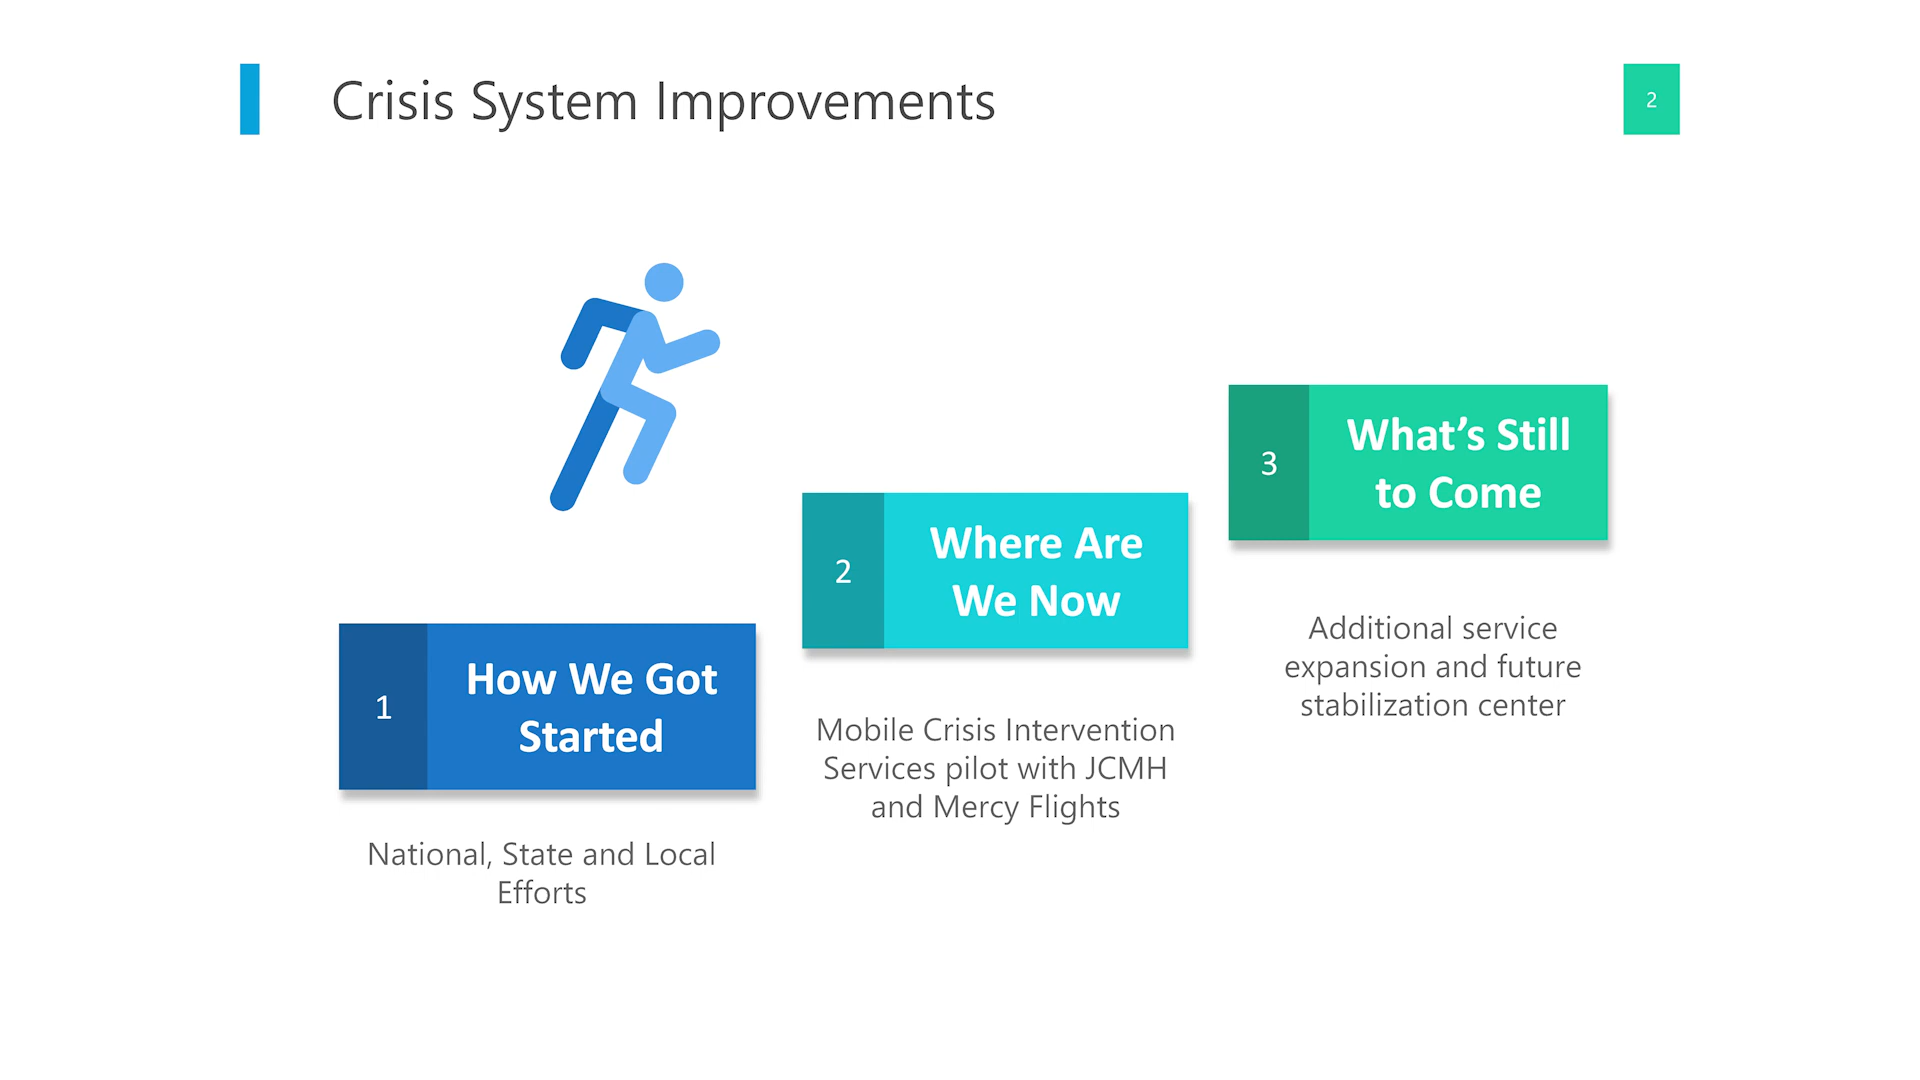 Crisis System Improvements
2
1
How We Got
Started
National, State and Local
Efforts
2
Where Are
We Now
Mobile Crisis Intervention
Services pilot with JCMH
and Mercy Flights
3
What’s Still
to Come
Additional service
expansion and future
stabilization center